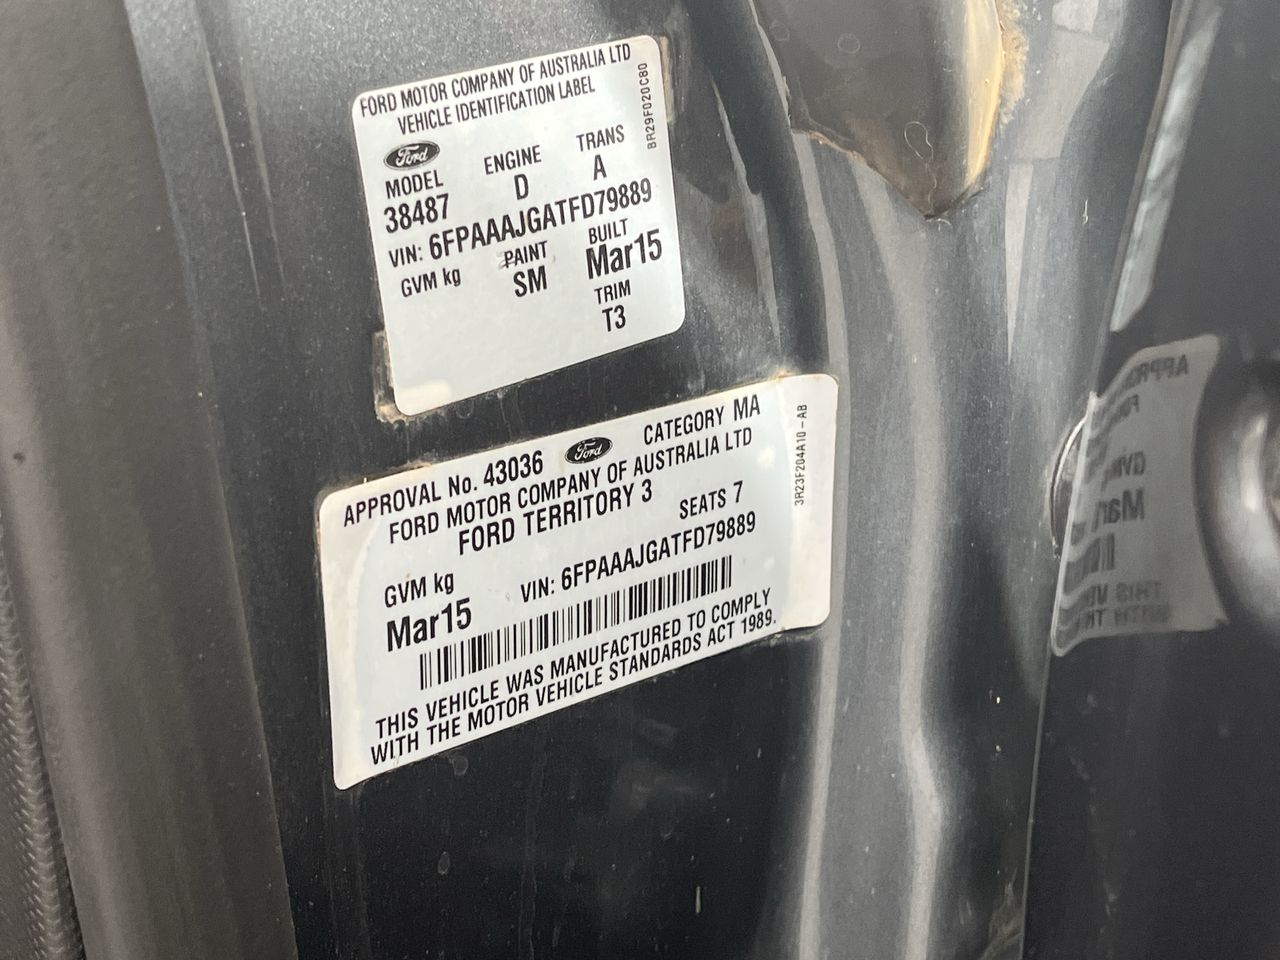 FORD MOTOR COMPANY OF AUSTRALIA LTD
VEHICLE IDENTIFICATION LABEL
BR29F020C80
Ford
MODEL ENGINE TRANS
38487 D A
VIN: 6FPAAAJGATFD79889
GVM kg PAINT BUILT
SM Mar15
TRIM
T3
APPROVAL No. 43036 Ford CATEGORY MA
FORD MOTOR COMPANY OF AUSTRALIA LTD
FORD TERRITORY 3 SEATS 7
3R23F204A10-AB
GVM kg VIN: 6FPAAAJGATFD79889
Mar15
THIS VEHICLE WAS MANUFACTURED TO COMPLY
WITH THE MOTOR VEHICLE STANDARDS ACT 1989.